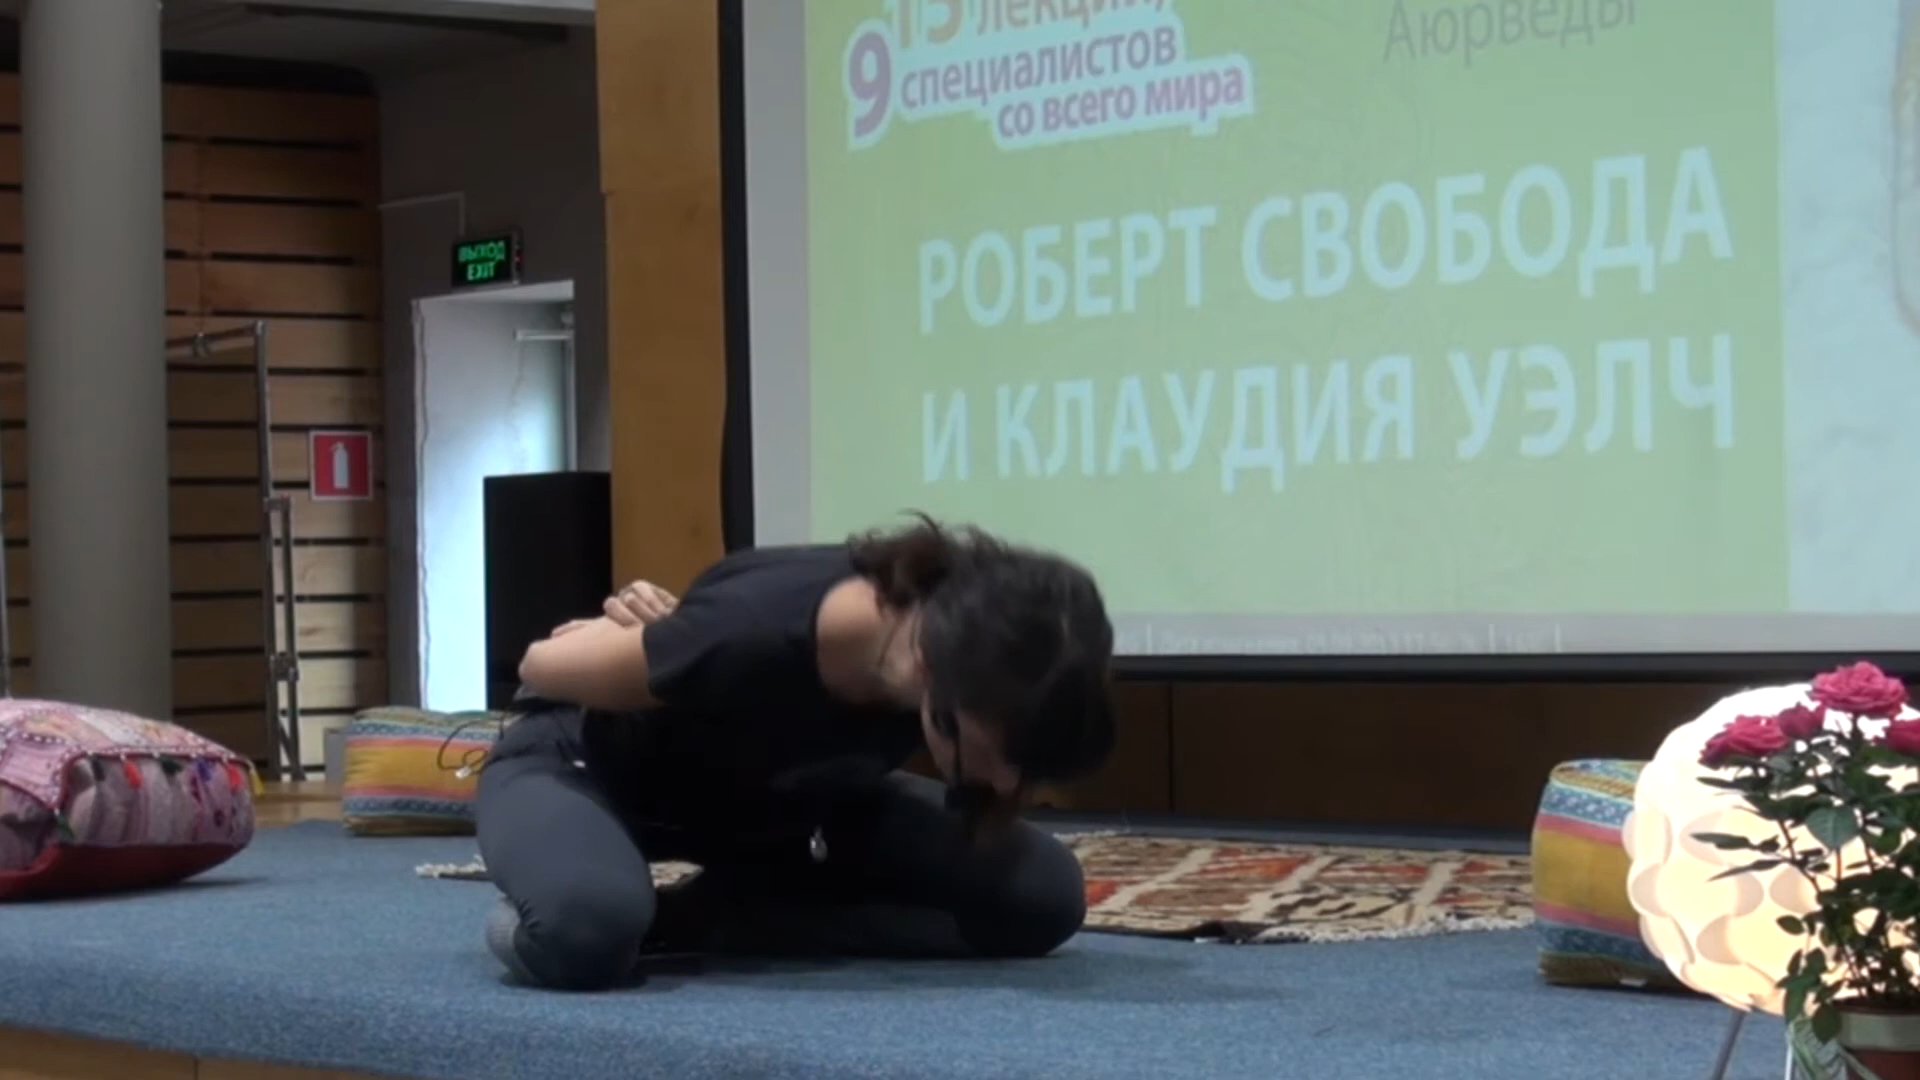 15 лекций,
9 специалистов
со всего мира
Аюрведы
РОБЕРТ СВОБОДА
И КЛАУДИЯ УЭЛЧ
ВЫХОД
EXIT